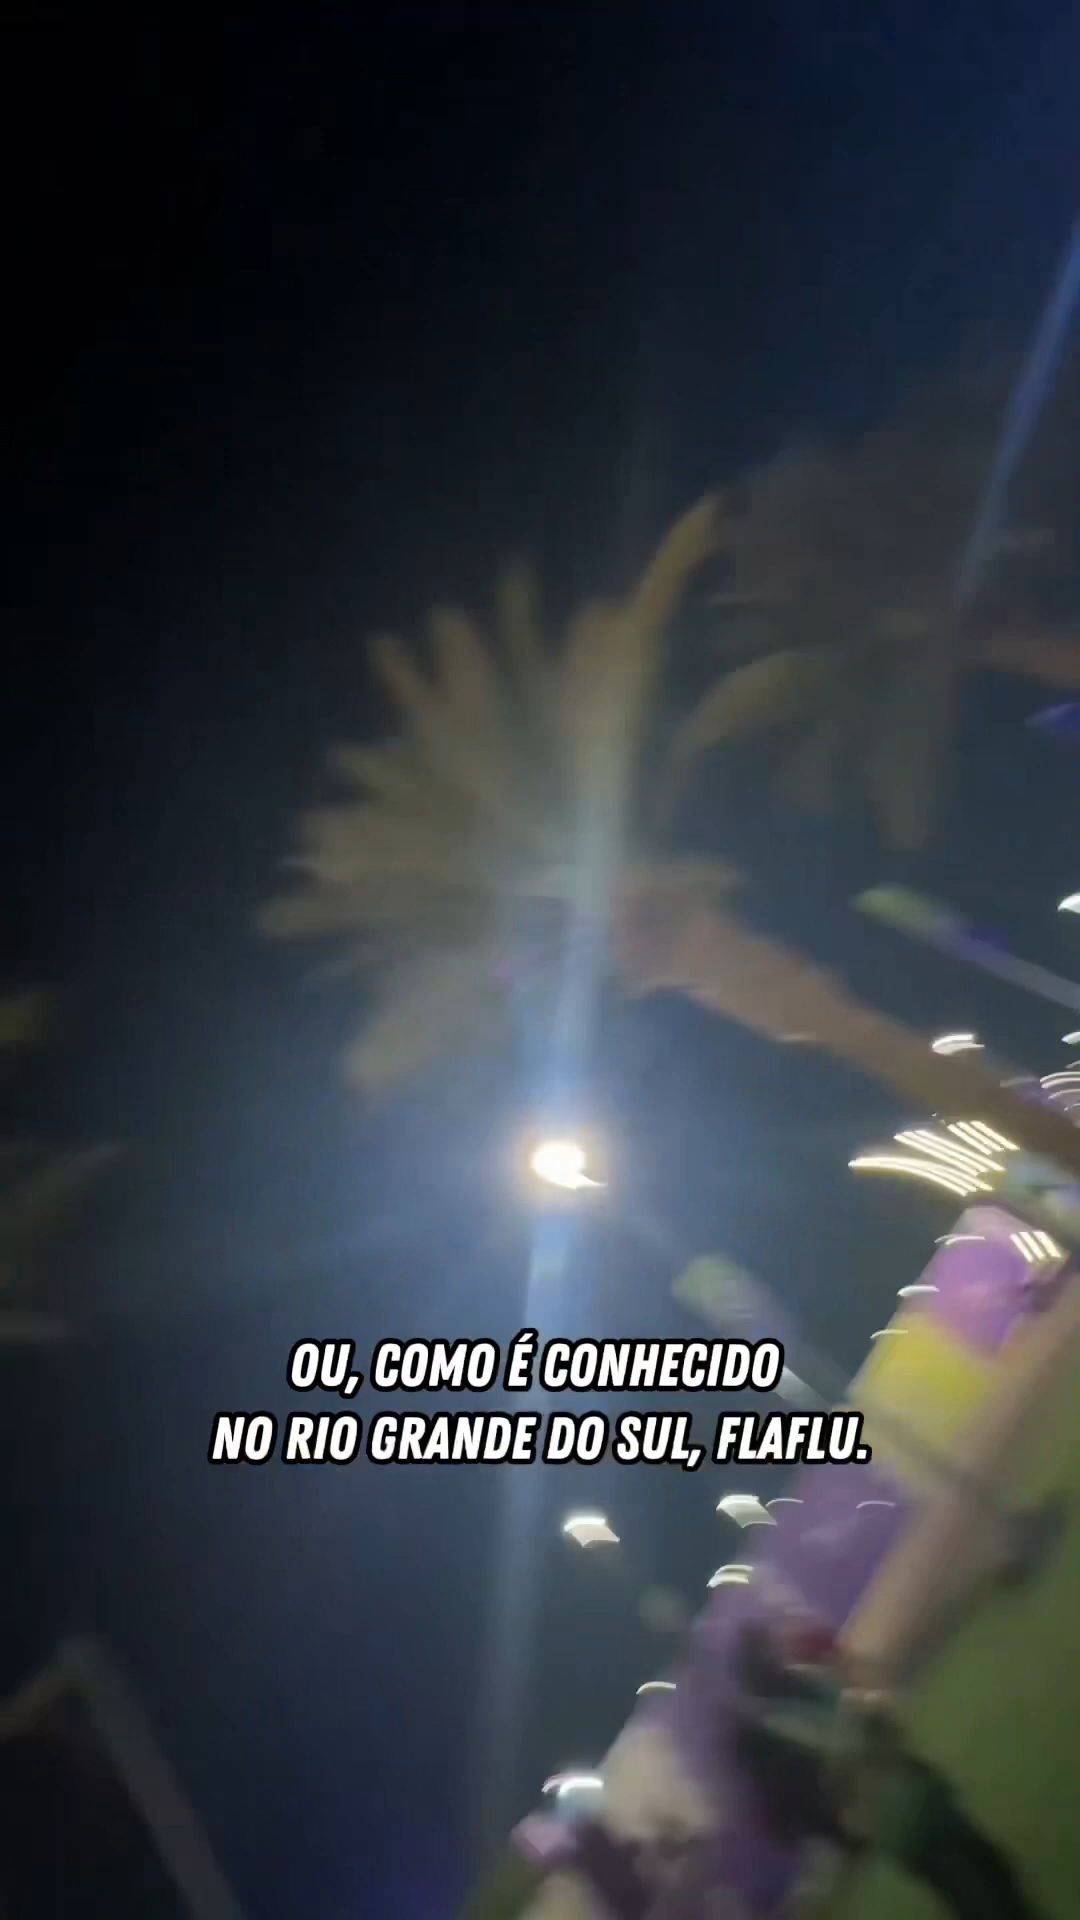 OU, COMO É CONHECIDO
NO RIO GRANDE DO SUL, FLAFLU.